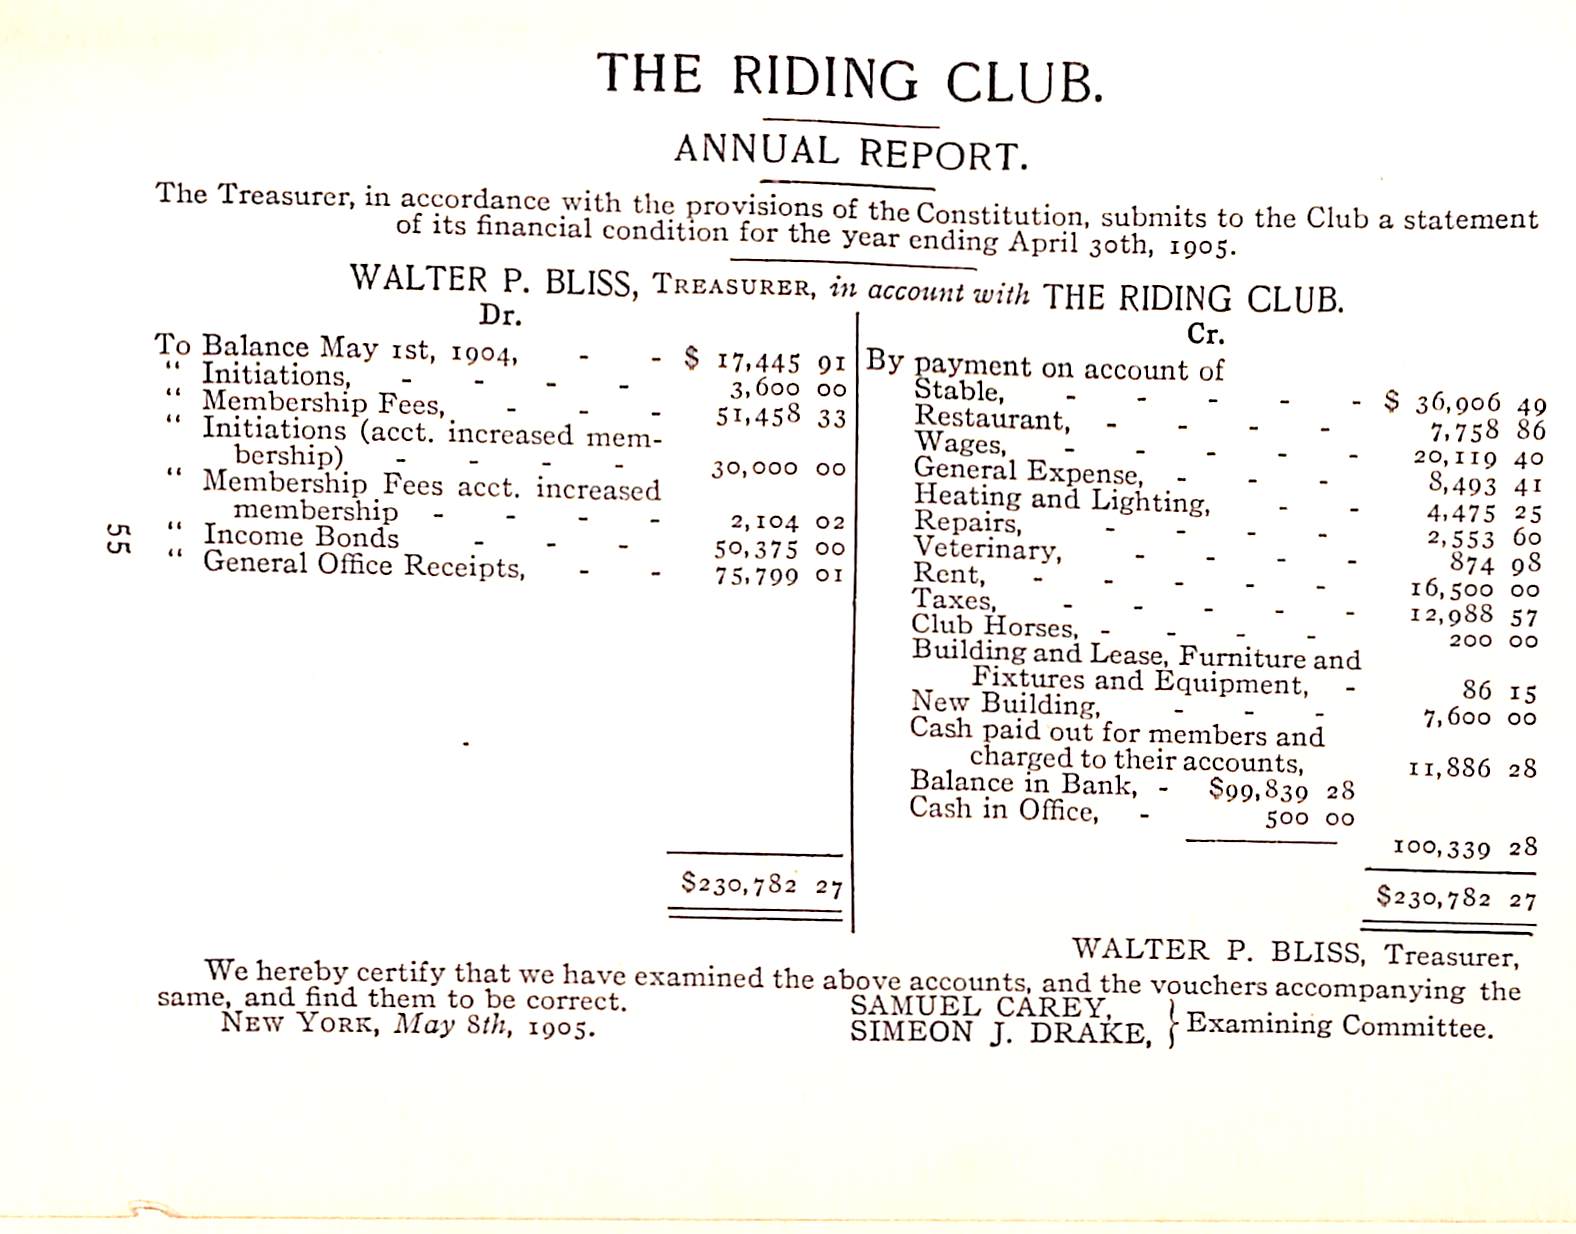 THE RIDING CLUB.
ANNUAL REPORT.
The Treasurer, in accordance with the provisions of the Constitution, submits to the Club a statement
of its financial condition for the year ending April 30th, 1905.
WALTER P. BLISS, TREASURER, in account with THE RIDING CLUB.
Dr.
To Balance May 1st, 1904, - - $ 17,445 91
“ Initiations, - - - - 3,600 00
“ Membership Fees, - - - 51,458 33
“ Initiations (acct. increased mem-
bership) - - - - 30,000 00
“ Membership Fees acct. increased
membership - - - - 2,104 02
“ Income Bonds - - - 50,375 00
“ General Office Receipts, - - 75,799 01
$230,782 27
Cr.
By payment on account of
Stable, - - - - - $ 36,906 49
Restaurant, - - - - 7,758 86
Wages, - - - - - 20,119 40
General Expense, - - - 8,493 41
Heating and Lighting, - - 4,475 25
Repairs, - - - - 2,553 60
Veterinary, - - - - 874 98
Rent, - - - - - 16,500 00
Taxes, - - - - - 12,988 57
Club Horses, - - - - 200 00
Building and Lease, Furniture and
Fixtures and Equipment, - 86 15
New Building, - - - 7,600 00
Cash paid out for members and
charged to their accounts, 11,886 28
Balance in Bank, - $99,839 28
Cash in Office, - 500 00
100,339 28
$230,782 27
WALTER P. BLISS, Treasurer,
We hereby certify that we have examined the above accounts, and the vouchers accompanying the
same, and find them to be correct.
NEW YORK, May 8th, 1905.
SAMUEL CAREY,
SIMEON J. DRAKE, } Examining Committee.
55